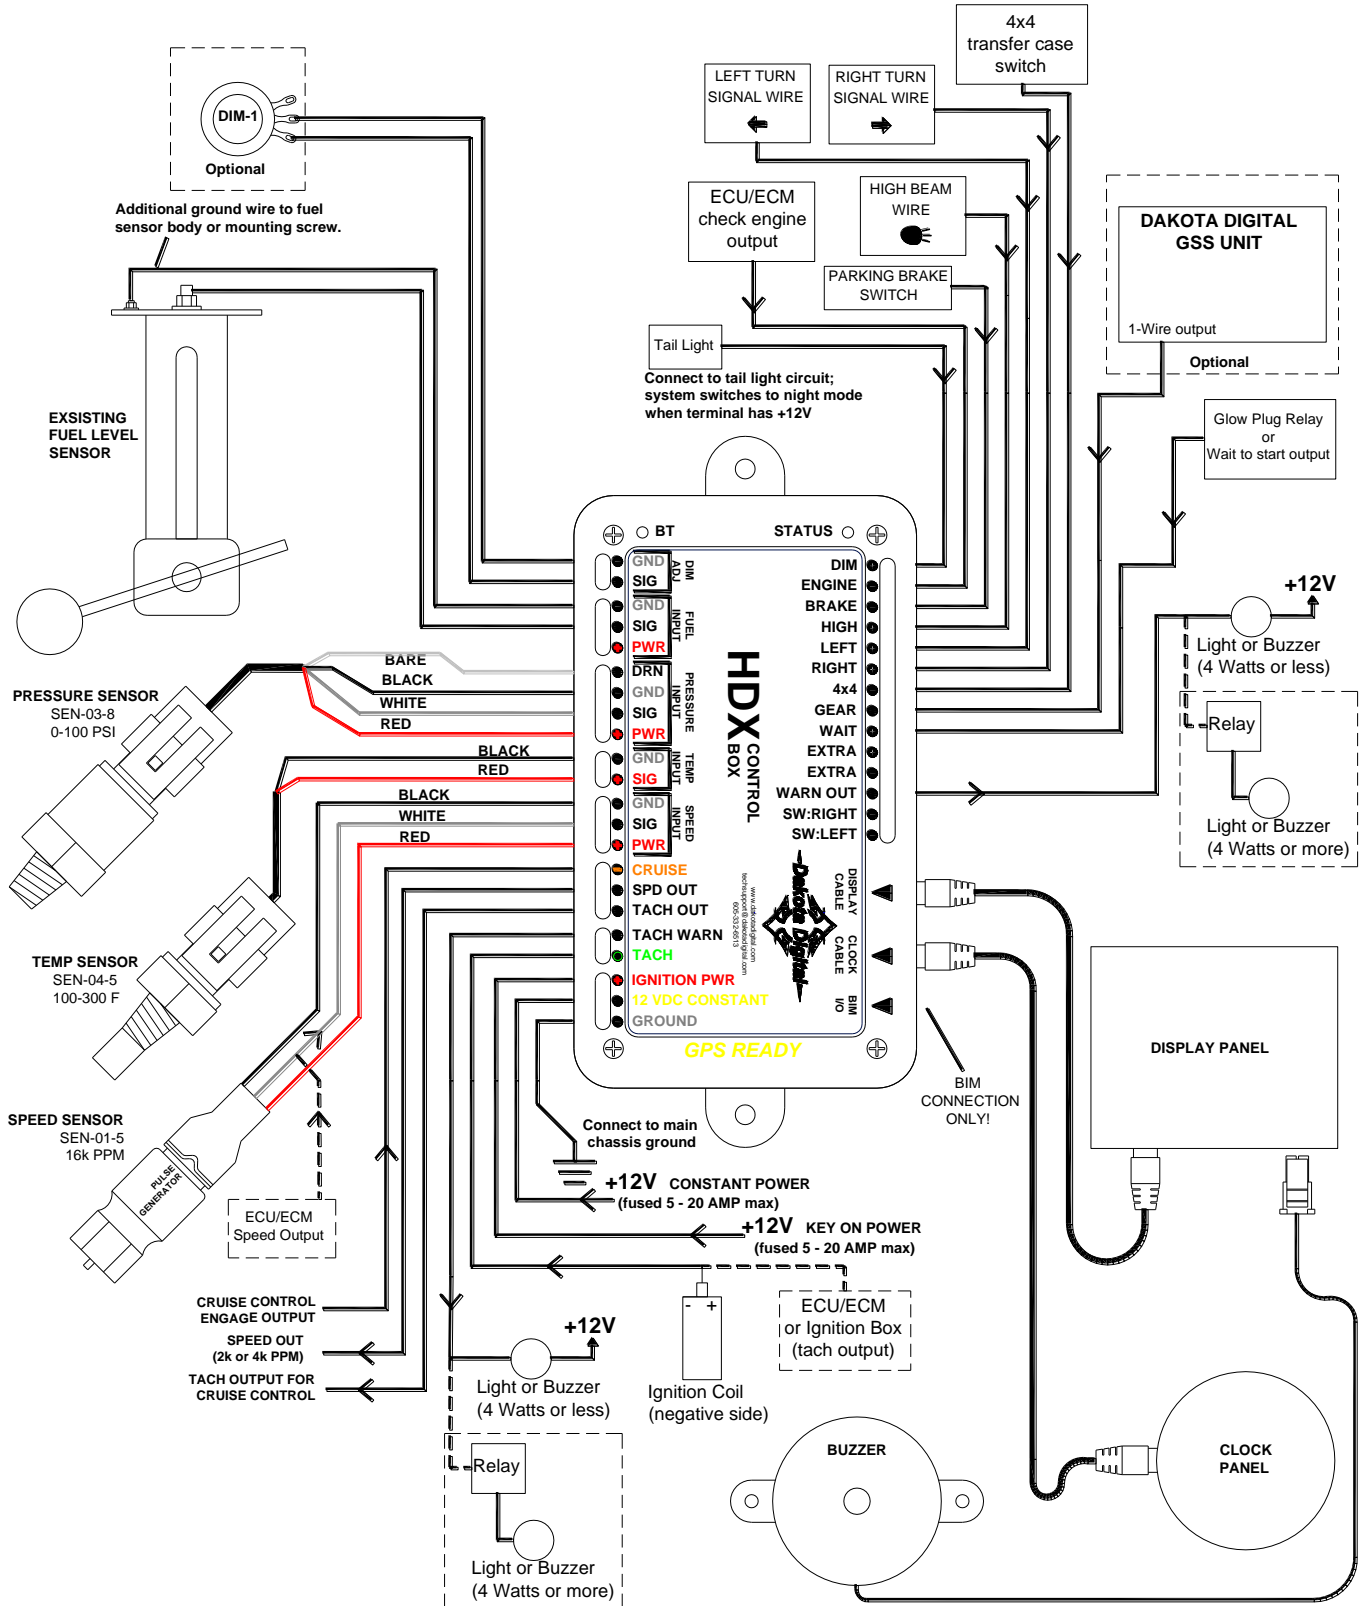 4x4
transfer case
switch
LEFT TURN
SIGNAL WIRE
RIGHT TURN
SIGNAL WIRE
DIM-1
Optional
Additional ground wire to fuel
sensor body or mounting screw.
ECU/ECM
check engine
output
HIGH BEAM
WIRE
PARKING BRAKE
SWITCH
DAKOTA DIGITAL
GSS UNIT
1-Wire output
Optional
Tail Light
Connect to tail light circuit;
system switches to night mode
when terminal has +12V
Glow Plug Relay
or
Wait to start output
EXSISTING
FUEL LEVEL
SENSOR
BT
STATUS
GND
SIG
DIM
ADJ
GND
SIG
PWR
FUEL
INPUT
DRN
GND
SIG
PWR
PRESSURE
INPUT
GND
SIG
TEMP
INPUT
GND
SIG
PWR
SPEED
INPUT
CRUISE
SPD OUT
TACH OUT
TACH WARN
TACH
IGNITION PWR
12 VDC CONSTANT
GROUND
GPS READY
HDX
CONTROL
BOX
DIM
ENGINE
BRAKE
HIGH
LEFT
RIGHT
4x4
GEAR
WAIT
EXTRA
EXTRA
WARN OUT
SW:RIGHT
SW:LEFT
DISPLAY
CABLE
CLOCK
CABLE
BIM
I/O
Dakota Digital
www.dakotadigital.com
techsupport@dakotadigital.com
605-332-6513
BARE
BLACK
WHITE
RED
BLACK
RED
BLACK
WHITE
RED
PRESSURE SENSOR
SEN-03-8
0-100 PSI
TEMP SENSOR
SEN-04-5
100-300 F
SPEED SENSOR
SEN-01-5
16k PPM
PULSE
GENERATOR
ECU/ECM
Speed Output
+12V
Light or Buzzer
(4 Watts or less)
Relay
Light or Buzzer
(4 Watts or more)
DISPLAY PANEL
BIM
CONNECTION
ONLY!
Connect to main
chassis ground
+12V CONSTANT POWER
(fused 5 - 20 AMP max)
+12V KEY ON POWER
(fused 5 - 20 AMP max)
CRUISE CONTROL
ENGAGE OUTPUT
SPEED OUT
(2k or 4k PPM)
TACH OUTPUT FOR
CRUISE CONTROL
+12V
Light or Buzzer
(4 Watts or less)
Relay
Light or Buzzer
(4 Watts or more)
- +
Ignition Coil
(negative side)
ECU/ECM
or Ignition Box
(tach output)
BUZZER
CLOCK
PANEL